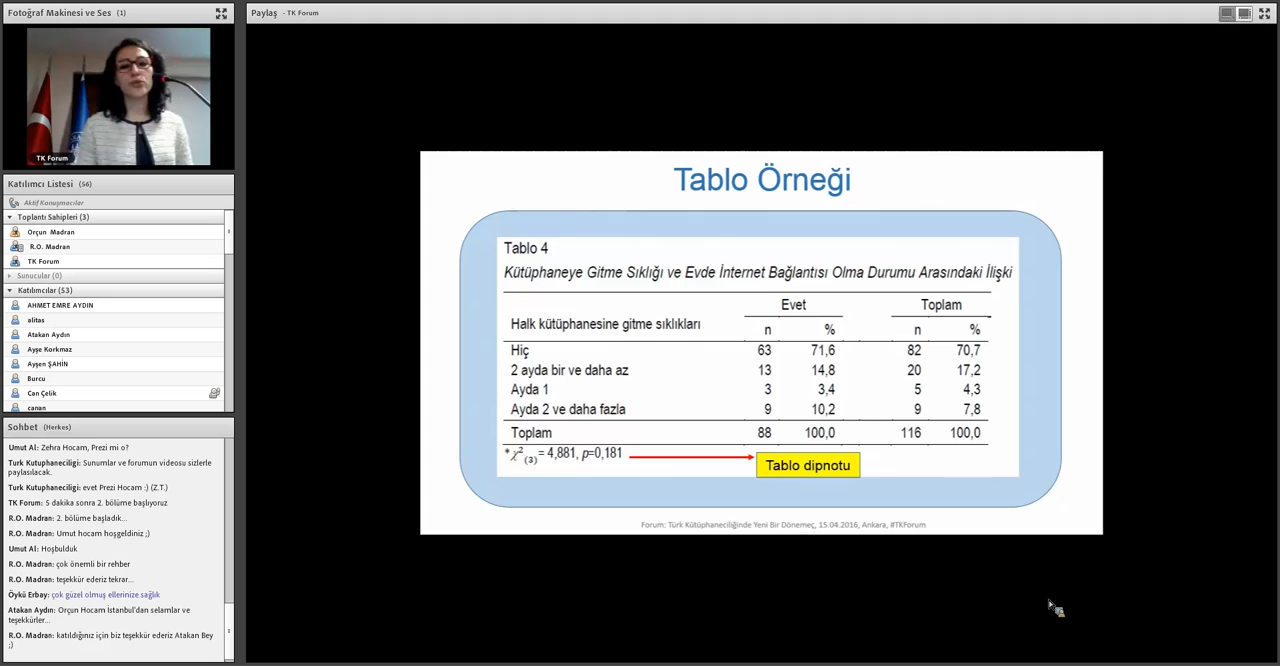 Fotoğraf Makinesi ve Ses (1)
TK Forum
Katılımcı Listesi (56)
Aktif Konuşmacılar
Toplantı Sahipleri (3)
Orçun Madran
R.O. Madran
TK Forum
Sunucular (0)
Katılımcılar (53)
AHMET EMRE AYDIN
alitas
Atakan Aydın
Ayşe Korkmaz
Ayşen ŞAHİN
Burcu
Can Çelik
canan
Sohbet (Herkes)
Umut Al: Zehra Hocam, Prezi mi o?
Turk Kutuphaneciligi: Sunumlar ve forumun videosu sizlerle
paylasilacak.
Turk Kutuphaneciligi: evet Prezi Hocam :) (Z.T.)
TK Forum: 5 dakika sonra 2. bölüme başlıyoruz
R.O. Madran: 2. bölüme başladık...
R.O. Madran: Umut hocam hoşgeldiniz ;)
Umut Al: Hoşbulduk
R.O. Madran: çok önemli bir rehber
R.O. Madran: teşekkür ederiz tekrar...
Öykü Erbay: çok güzel olmuş ellerinize sağlık
Atakan Aydın: Orçun Hocam İstanbul'dan selamlar ve
teşekkürler...
R.O. Madran: katıldığınız için biz teşekkür ederiz Atakan Bey
;)
Paylaş - TK Forum
Tablo Örneği
Tablo 4
Kütüphaneye Gitme Sıklığı ve Evde İnternet Bağlantısı Olma Durumu Arasındaki İlişki
Evet Toplam
Halk kütüphanesine gitme sıklıkları n % n %
Hiç 63 71,6 82 70,7
2 ayda bir ve daha az 13 14,8 20 17,2
Ayda 1 3 3,4 5 4,3
Ayda 2 ve daha fazla 9 10,2 9 7,8
Toplam 88 100,0 116 100,0
*χ²(3)= 4,881, p=0,181
Tablo dipnotu
Forum: Türk Kütüphaneciliğinde Yeni Bir Dönemeç, 15.04.2016, Ankara, #TKForum